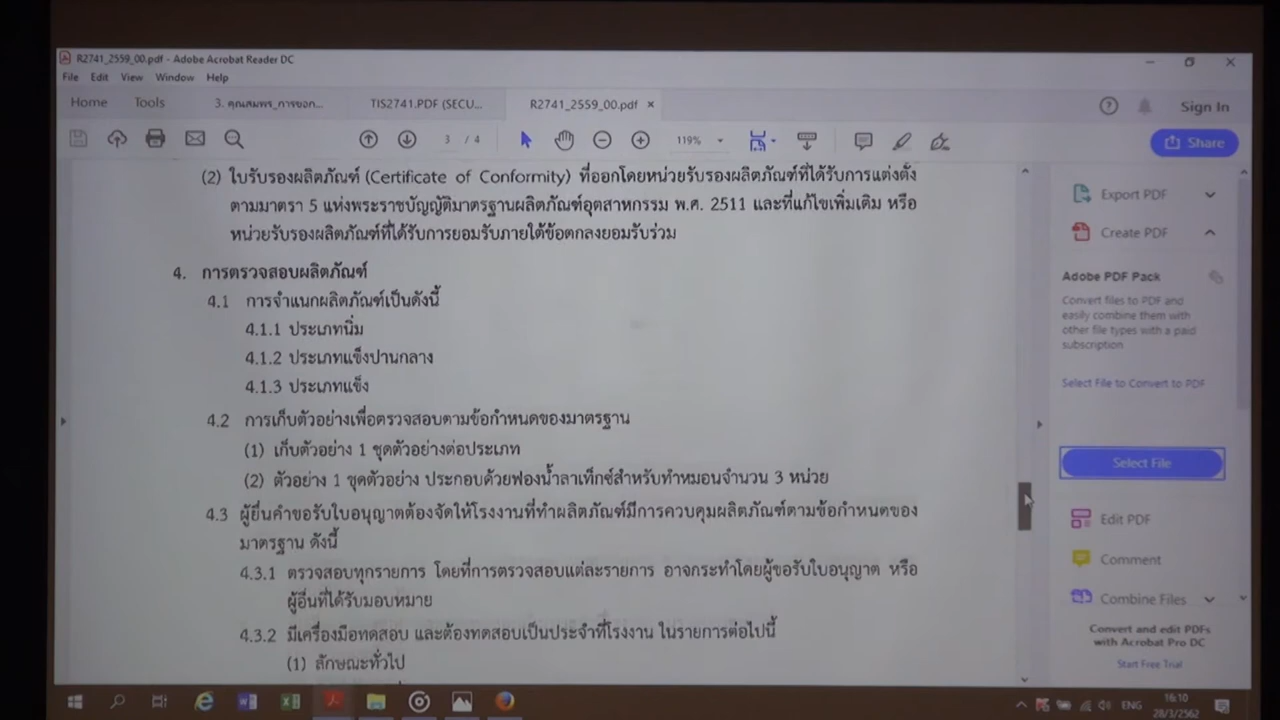 R2741_2559_00.pdf - Adobe Acrobat Reader DC
File Edit View Window Help
Home Tools 3. คุณสมพร_การขอก... TIS2741.PDF (SECU... R2741_2559_00.pdf × Sign In
3 / 4 119% Share
(2) ใบรับรองผลิตภัณฑ์ (Certificate of Conformity) ที่ออกโดยหน่วยรับรองผลิตภัณฑ์ที่ได้รับการแต่งตั้ง
ตามมาตรา 5 แห่งพระราชบัญญัติมาตรฐานผลิตภัณฑ์อุตสาหกรรม พ.ศ. 2511 และที่แก้ไขเพิ่มเติม หรือ
หน่วยรับรองผลิตภัณฑ์ที่ได้รับการยอมรับภายใต้ข้อตกลงยอมรับร่วม
4. การตรวจสอบผลิตภัณฑ์
4.1 การจำแนกผลิตภัณฑ์เป็นดังนี้
4.1.1 ประเภทนิ่ม
4.1.2 ประเภทแข็งปานกลาง
4.1.3 ประเภทแข็ง
4.2 การเก็บตัวอย่างเพื่อตรวจสอบตามข้อกำหนดของมาตรฐาน
(1) เก็บตัวอย่าง 1 ชุดตัวอย่างต่อประเภท
(2) ตัวอย่าง 1 ชุดตัวอย่าง ประกอบด้วยฟองน้ำลาเท็กซ์สำหรับทำหมอนจำนวน 3 หน่วย
4.3 ผู้ยื่นคำขอรับใบอนุญาตต้องจัดให้โรงงานที่ทำผลิตภัณฑ์มีการควบคุมผลิตภัณฑ์ตามข้อกำหนดของ
มาตรฐาน ดังนี้
4.3.1 ตรวจสอบทุกรายการ โดยที่การตรวจสอบแต่ละรายการ อาจกระทำโดยผู้ขอรับใบอนุญาต หรือ
ผู้อื่นที่ได้รับมอบหมาย
4.3.2 มีเครื่องมือทดสอบ และต้องทดสอบเป็นประจำที่โรงงาน ในรายการต่อไปนี้
(1) ลักษณะทั่วไป
Export PDF
Create PDF
Adobe PDF Pack
Convert files to PDF and
easily combine them with
other file types with a paid
subscription.
Select File to Convert to PDF
Select File
Edit PDF
Comment
Combine Files
Convert and edit PDFs
with Acrobat Pro DC
Start Free Trial
ENG 16:10
28/3/2562